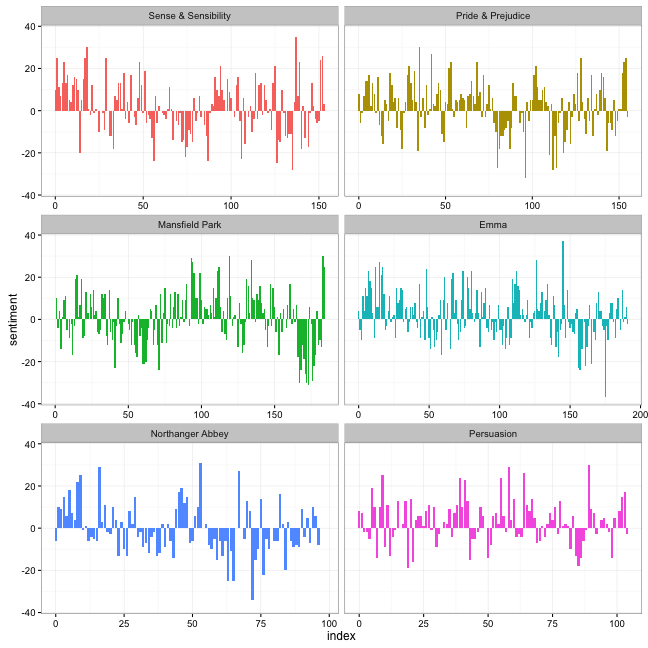 Sense & Sensibility
Pride & Prejudice
40
20
0
-20
-40
0 50 100 150
0 50 100 150
Mansfield Park
Emma
40
20
0
-20
-40
0 50 100 150
0 50 100 150 200
Northanger Abbey
Persuasion
40
20
0
-20
-40
0 25 50 75 100
0 25 50 75 100
sentiment
index